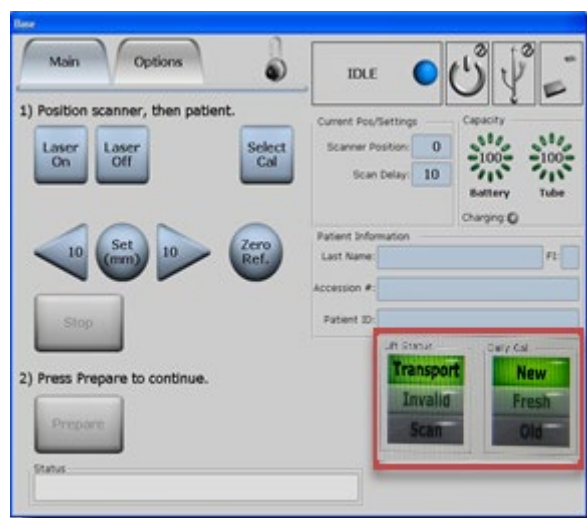 Base
Main
Options
IDLE
1) Position scanner, then patient.
Laser On
Laser Off
Select Cal
Current Pos/Settings
Scanner Position: 0
Scan Delay: 10
Capacity
100
100
Battery
Tube
Charging
10
Set (mm)
10
Zero Ref.
Patient Information
Last Name:
FI:
Accession #:
Patient ID:
Stop
2) Press Prepare to continue.
Prepare
Status
Lift Status
Transport
Invalid
Scan
Daily Cal
New
Fresh
Old